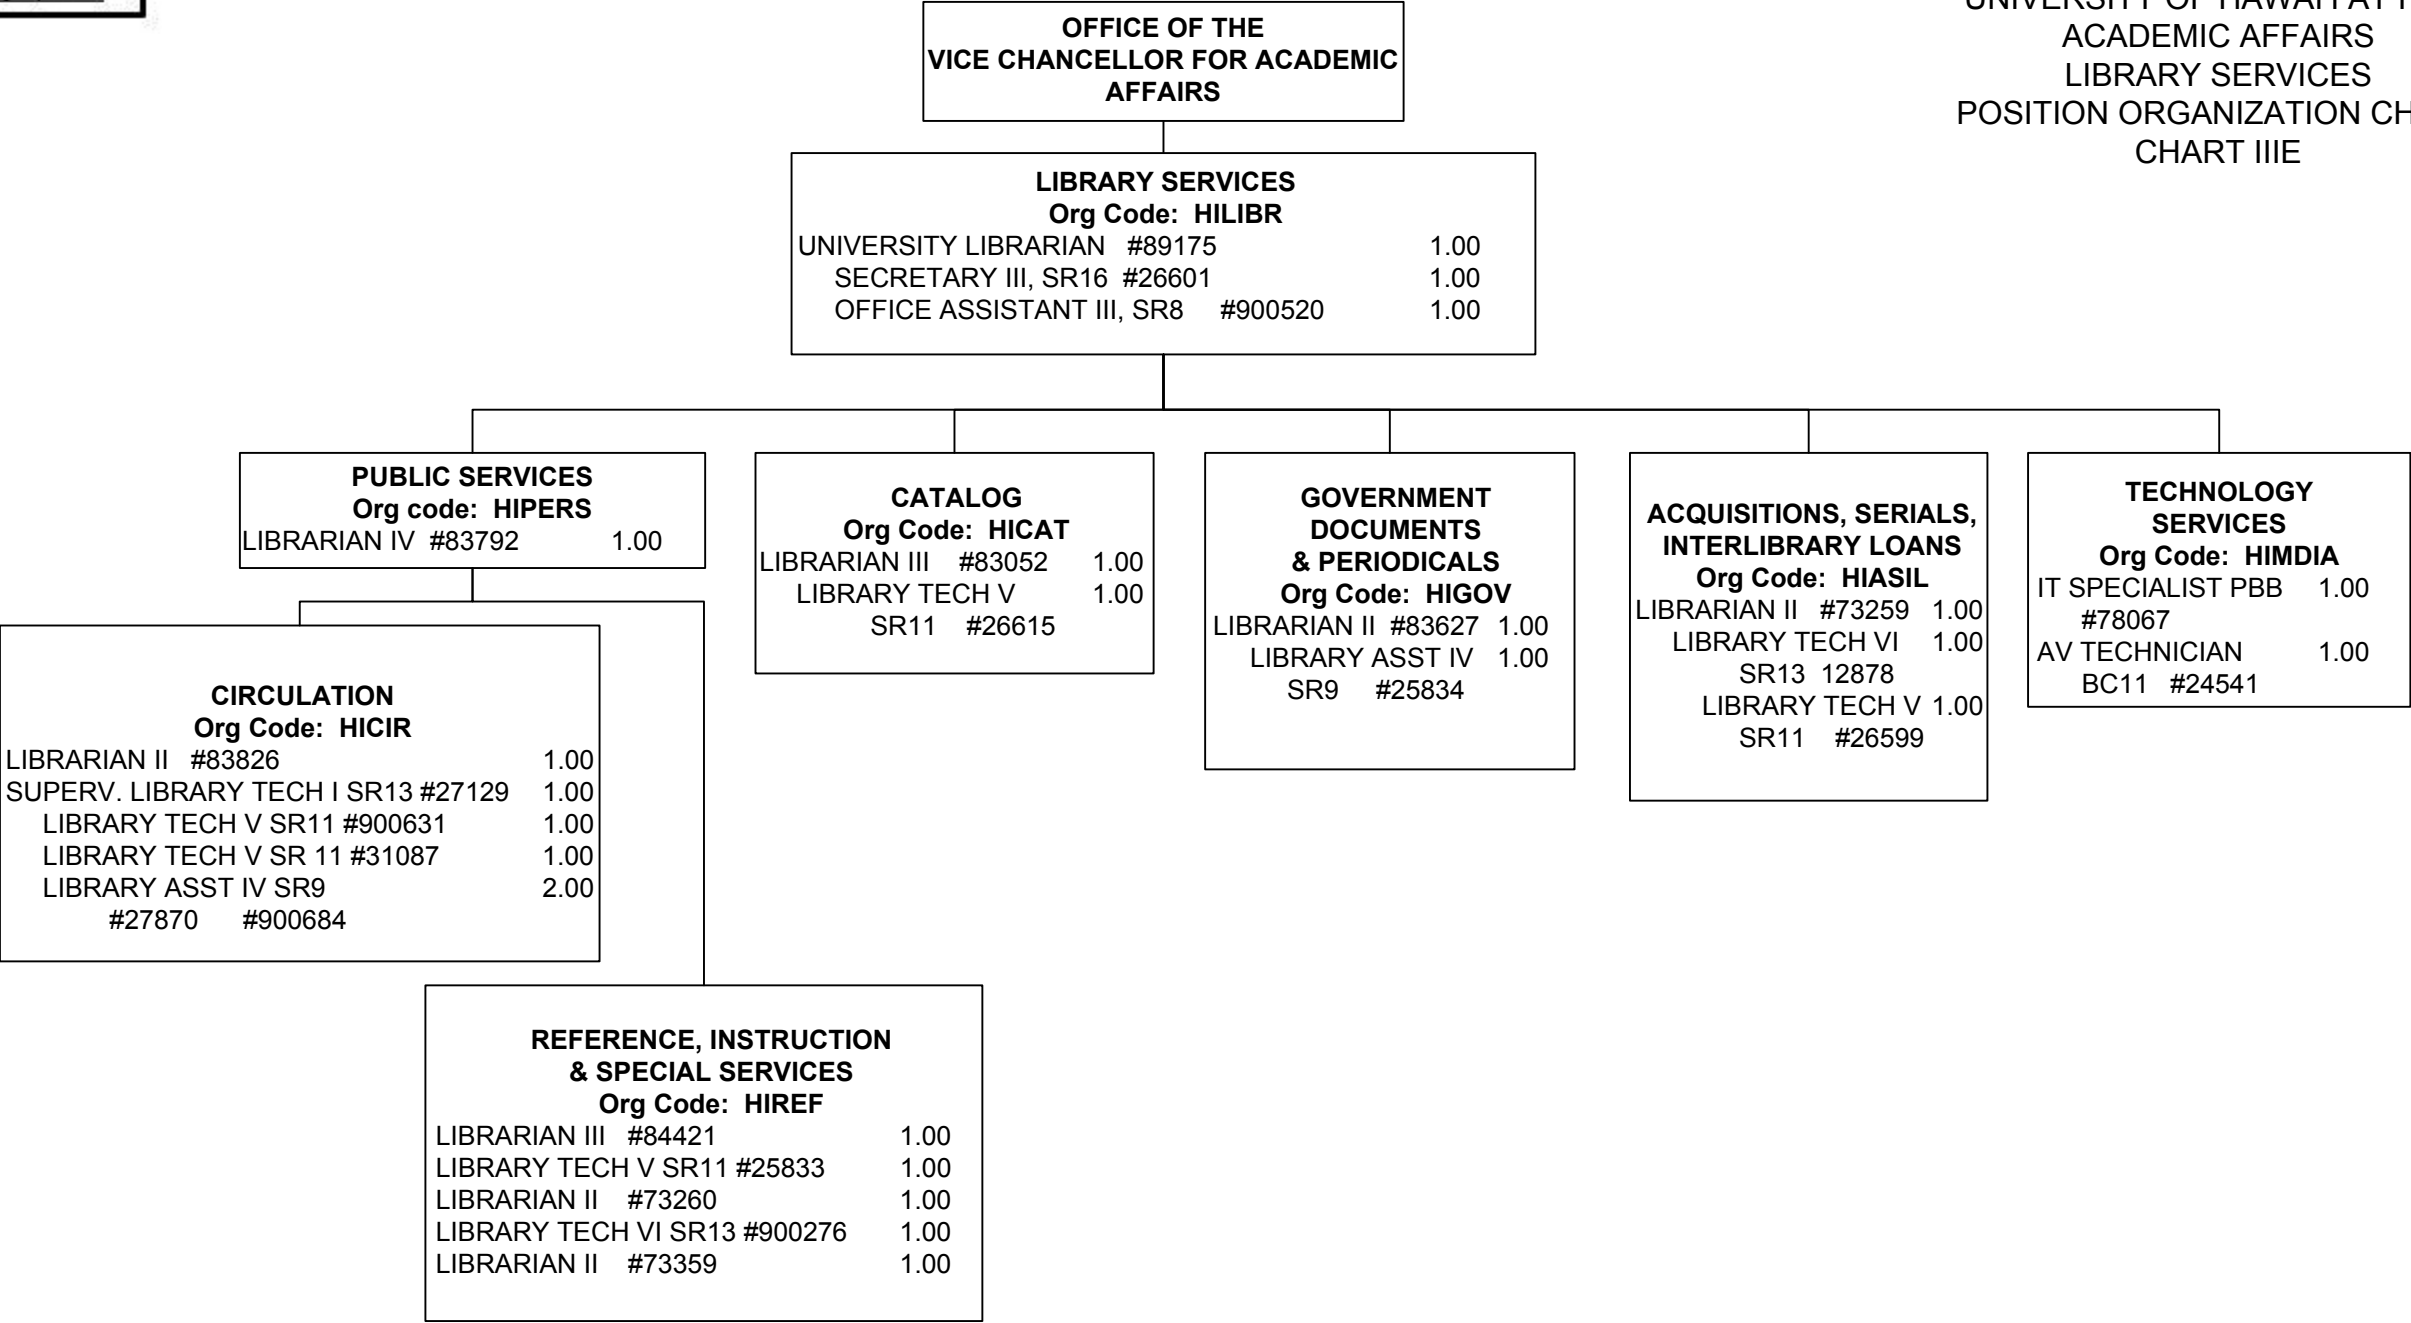 OFFICE OF THE
VICE CHANCELLOR FOR ACADEMIC
AFFAIRS
UNIVERSITY OF HAWAI'I AT
ACADEMIC AFFAIRS
LIBRARY SERVICES
POSITION ORGANIZATION
CHART IIIE
LIBRARY SERVICES
Org Code: HILIBR
UNIVERSITY LIBRARIAN #89175 1.00
SECRETARY III, SR16 #26601 1.00
OFFICE ASSISTANT III, SR8 #900520 1.00
PUBLIC SERVICES
Org code: HIPERS
LIBRARIAN IV #83792 1.00
CATALOG
Org Code: HICAT
LIBRARIAN III #83052 1.00
LIBRARY TECH V 1.00
SR11 #26615
GOVERNMENT
DOCUMENTS
& PERIODICALS
Org Code: HIGOV
LIBRARIAN II #83627 1.00
LIBRARY ASST IV 1.00
SR9 #25834
ACQUISITIONS, SERIALS,
INTERLIBRARY LOANS
Org Code: HIASIL
LIBRARIAN II #73259 1.00
LIBRARY TECH VI 1.00
SR13 12878
LIBRARY TECH V 1.00
SR11 #26599
TECHNOLOGY
SERVICES
Org Code: HIMDIA
IT SPECIALIST PBB 1.00
#78067
AV TECHNICIAN 1.00
BC11 #24541
CIRCULATION
Org Code: HICIR
LIBRARIAN II #83826 1.00
SUPERV. LIBRARY TECH I SR13 #27129 1.00
LIBRARY TECH V SR11 #900631 1.00
LIBRARY TECH V SR 11 #31087 1.00
LIBRARY ASST IV SR9 2.00
#27870 #900684
REFERENCE, INSTRUCTION
& SPECIAL SERVICES
Org Code: HIREF
LIBRARIAN III #84421 1.00
LIBRARY TECH V SR11 #25833 1.00
LIBRARIAN II #73260 1.00
LIBRARY TECH VI SR13 #900276 1.00
LIBRARIAN II #73359 1.00